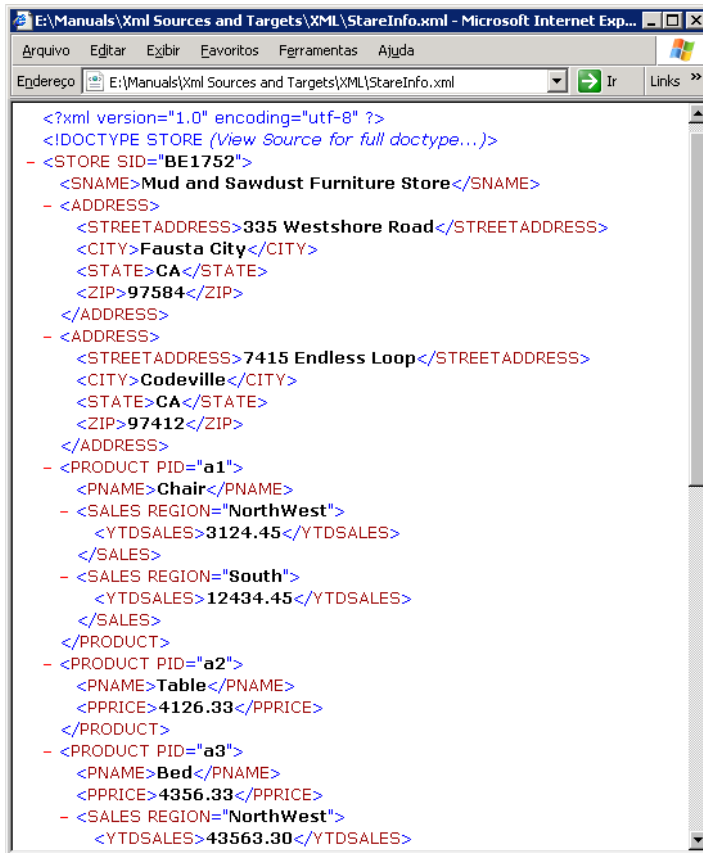 E:\Manuals\Xml Sources and Targets\XML\StareInfo.xml - Microsoft Internet Exp...
Arquivo Editar Exibir Favoritos Ferramentas Ajuda
Endereço E:\Manuals\Xml Sources and Targets\XML\StareInfo.xml Ir Links »
<?xml version="1.0" encoding="utf-8" ?>
<!DOCTYPE STORE (View Source for full doctype...)>
- <STORE SID="BE1752">
<SNAME>Mud and Sawdust Furniture Store</SNAME>
- <ADDRESS>
<STREETADDRESS>335 Westshore Road</STREETADDRESS>
<CITY>Fausta City</CITY>
<STATE>CA</STATE>
<ZIP>97584</ZIP>
</ADDRESS>
- <ADDRESS>
<STREETADDRESS>7415 Endless Loop</STREETADDRESS>
<CITY>Codeville</CITY>
<STATE>CA</STATE>
<ZIP>97412</ZIP>
</ADDRESS>
- <PRODUCT PID="a1">
<PNAME>Chair</PNAME>
- <SALES REGION="NorthWest">
<YTDSALES>3124.45</YTDSALES>
</SALES>
- <SALES REGION="South">
<YTDSALES>12434.45</YTDSALES>
</SALES>
</PRODUCT>
- <PRODUCT PID="a2">
<PNAME>Table</PNAME>
<PPRICE>4126.33</PPRICE>
</PRODUCT>
- <PRODUCT PID="a3">
<PNAME>Bed</PNAME>
<PPRICE>4356.33</PPRICE>
- <SALES REGION="NorthWest">
<YTDSALES>43563.30</YTDSALES>